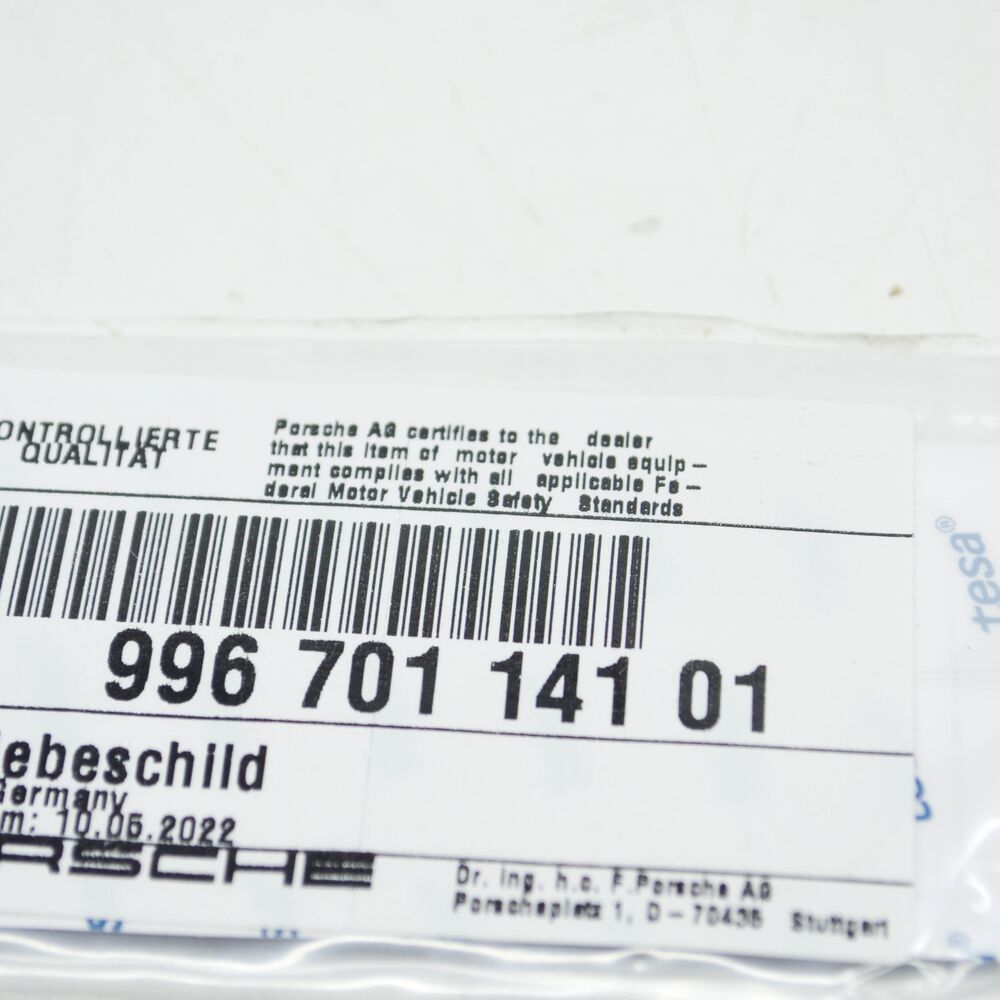 ONTROLLIERTE
QUALITÄT
Porsche AG certifies to the dealer
that this item of motor vehicle equip-
ment complies with all applicable Fe-
deral Motor Vehicle Safety Standards
996 701 141 01
lebeschild
Germany
m: 10.05.2022
RSCHE
Dr. ing. h.c. F.Porsche AG
Porscheplatz 1, D-70435 Stuttgart
tesa®